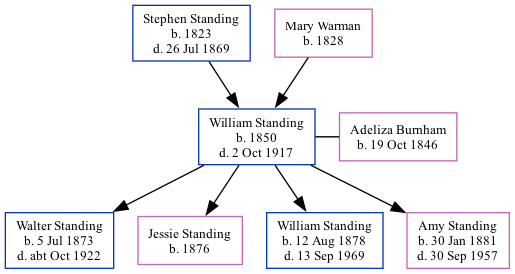 Stephen Standing
b. 1823
d. 26 Jul 1869
Mary Warman
b. 1828
William Standing
b. 1850
d. 2 Oct 1917
Adeliza Burnham
b. 19 Oct 1846
Walter Standing
b. 5 Jul 1873
d. abt Oct 1922
Jessie Standing
b. 1876
William Standing
b. 12 Aug 1878
d. 13 Sep 1969
Amy Standing
b. 30 Jan 1881
d. 30 Sep 1957